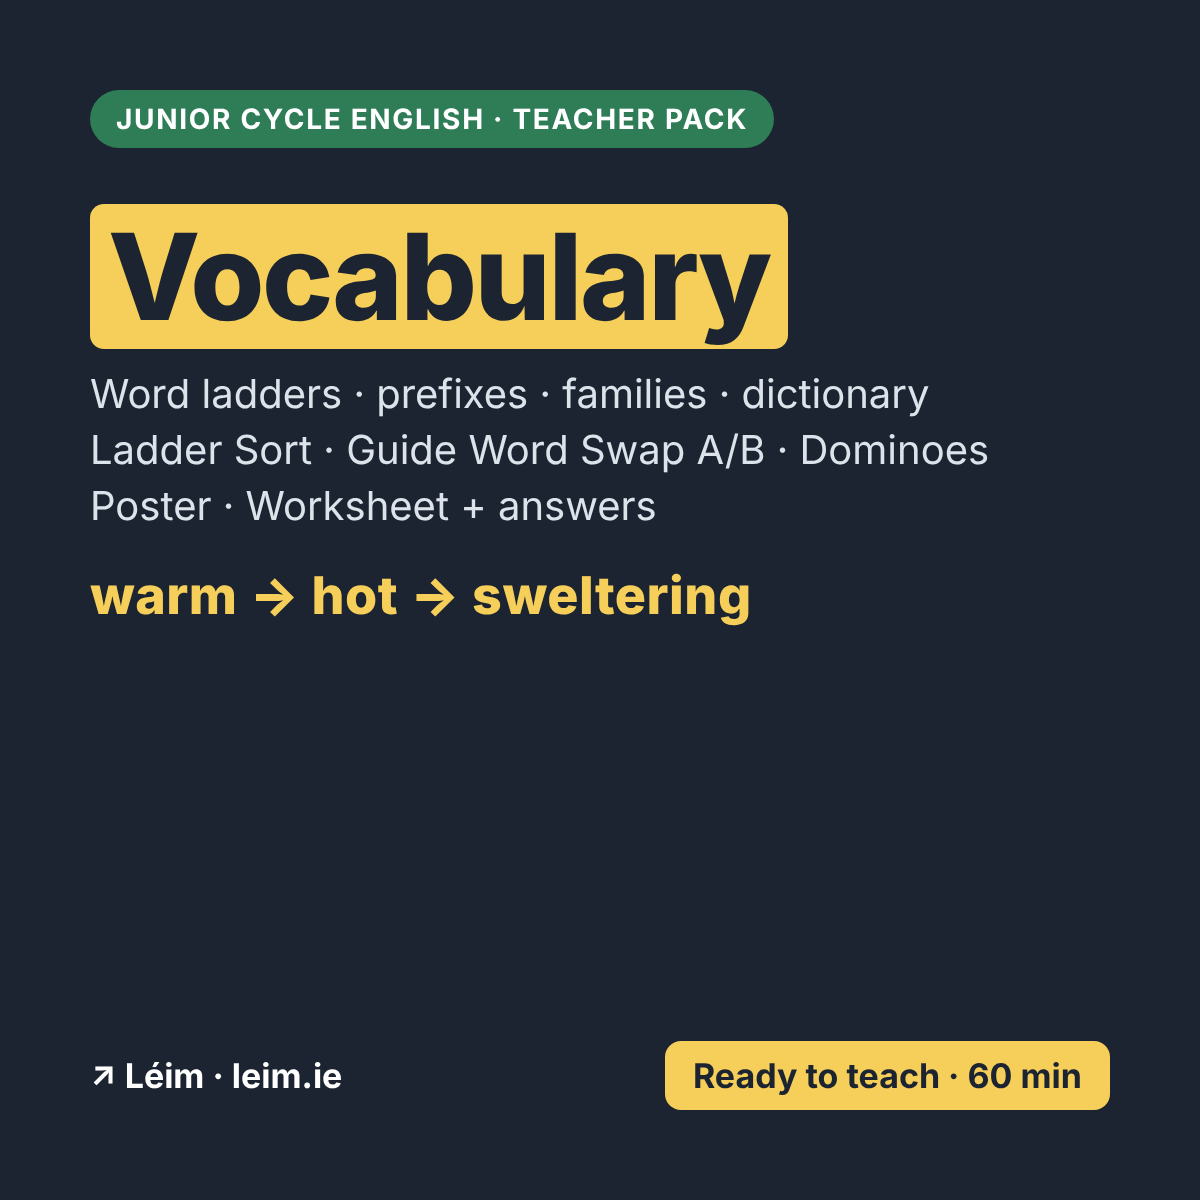 JUNIOR CYCLE ENGLISH · TEACHER PACK
Vocabulary
Word ladders · prefixes · families · dictionary
Ladder Sort · Guide Word Swap A/B · Dominoes
Poster · Worksheet + answers
warm → hot → sweltering
↗ Léim · leim.ie
Ready to teach · 60 min